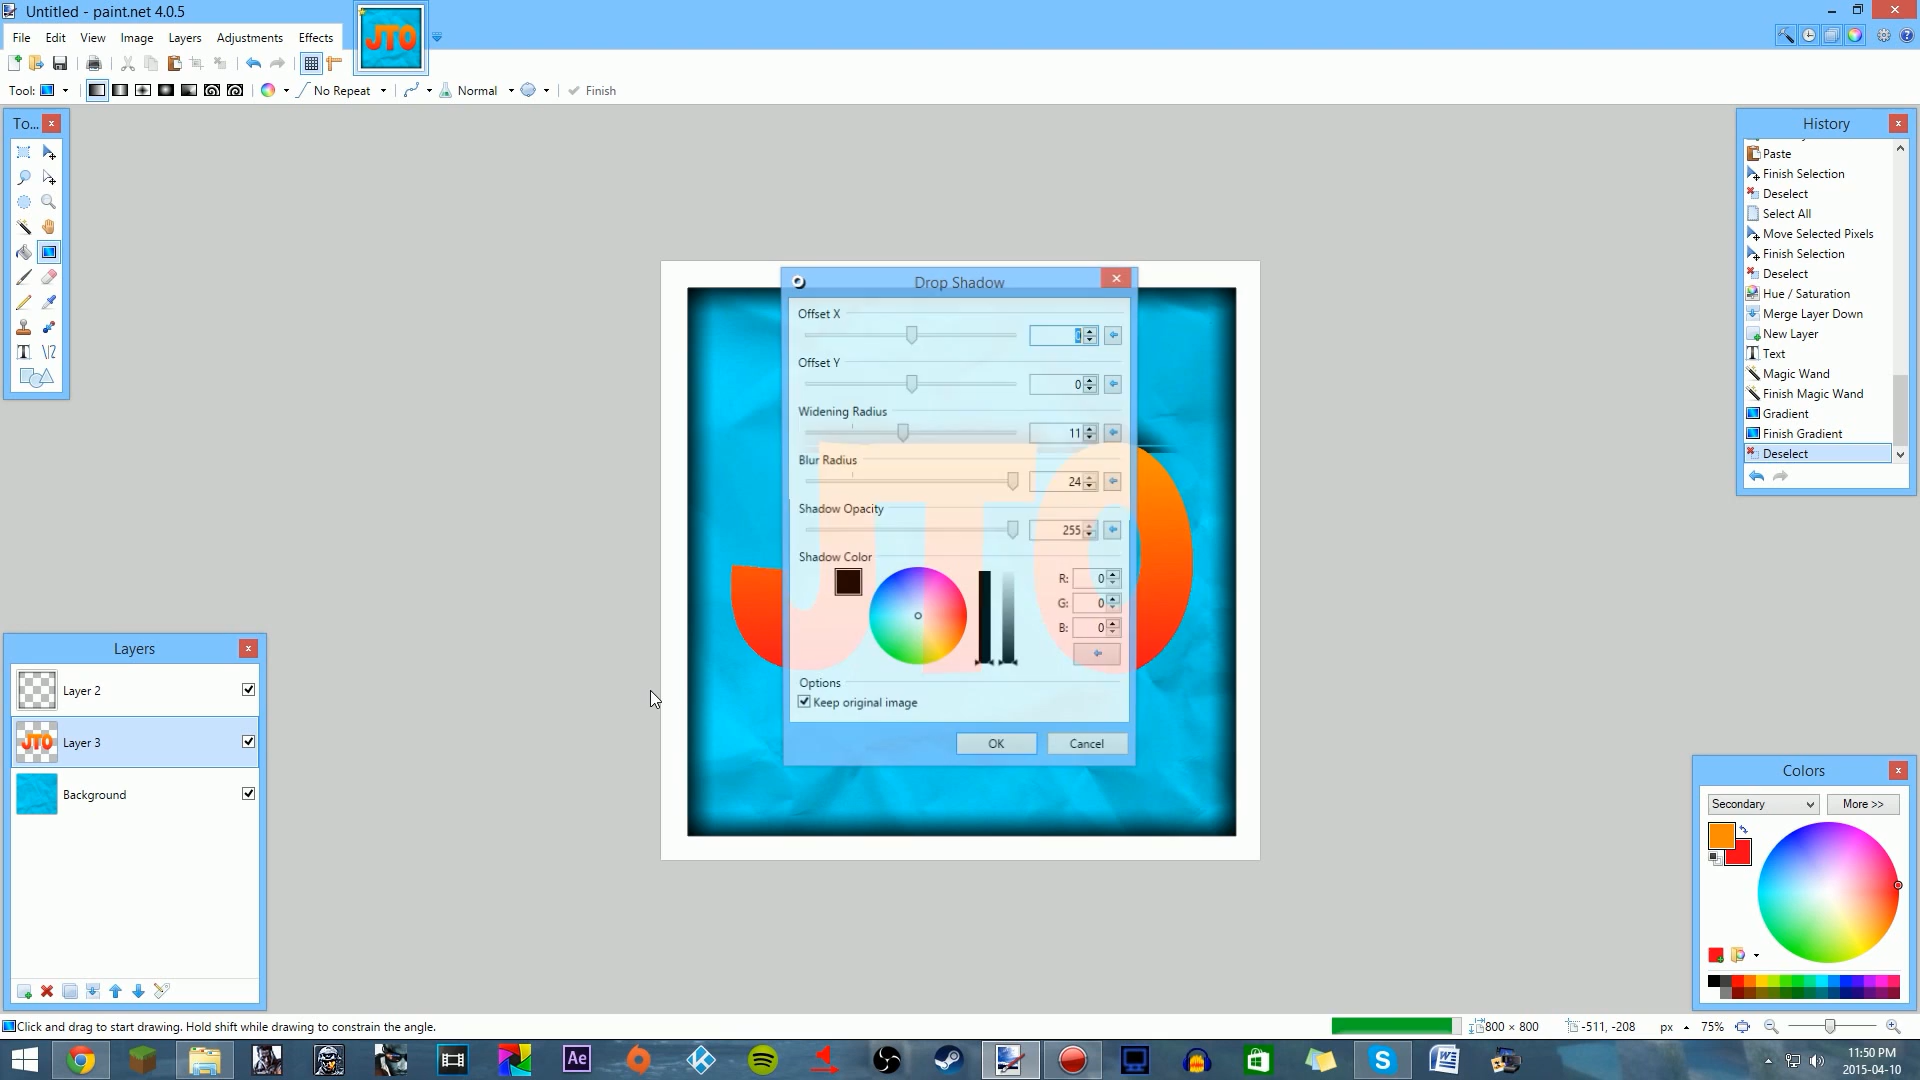 Untitled - paint.net 4.0.5
File Edit View Image Layers Adjustments Effects
Tool: No Repeat Normal Finish
To...
History
Paste
Finish Selection
Deselect
Select All
Move Selected Pixels
Finish Selection
Deselect
Hue / Saturation
Merge Layer Down
New Layer
Text
Magic Wand
Finish Magic Wand
Gradient
Finish Gradient
Deselect
JTO
Drop Shadow
Offset X
Offset Y
0
Widening Radius
11
Blur Radius
24
Shadow Opacity
255
Shadow Color
R: 0
G: 0
B: 0
Options
Keep original image
OK Cancel
JTO
Layers
Layer 2
JTO
Layer 3
Background
Colors
Secondary More >>
Click and drag to start drawing. Hold shift while drawing to constrain the angle.
800 × 800 -511, -208 px 75%
Ae
11:50 PM
2015-04-10